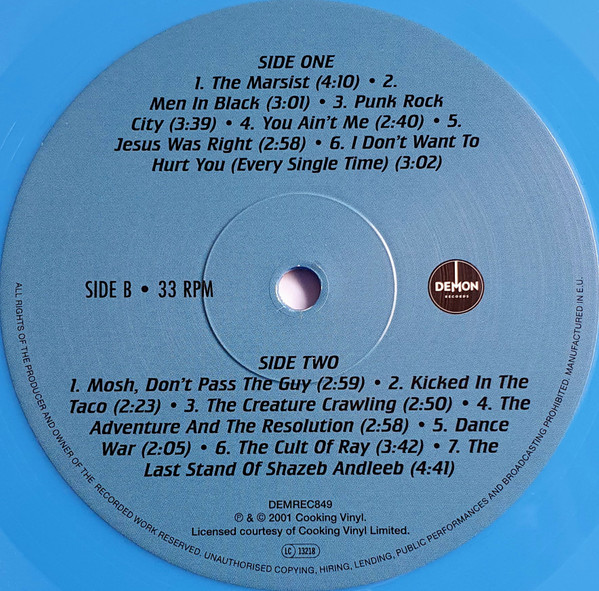 SIDE ONE
1. The Marsist (4:10) • 2.
Men In Black (3:01) • 3. Punk Rock
City (3:39) • 4. You Ain't Me (2:40) • 5.
Jesus Was Right (2:58) • 6. I Don't Want To
Hurt You (Every Single Time) (3:02)
SIDE B • 33 RPM
DEMON
RECORDS
SIDE TWO
1. Mosh, Don't Pass The Guy (2:59) • 2. Kicked In The
Taco (2:23) • 3. The Creature Crawling (2:50) • 4. The
Adventure And The Resolution (2:58) • 5. Dance
War (2:05) • 6. The Cult Of Ray (3:42) • 7. The
Last Stand Of Shazeb Andleeb (4:41)
DEMREC849
℗ & © 2001 Cooking Vinyl.
Licensed courtesy of Cooking Vinyl Limited.
LC 13218
ALL RIGHTS OF THE PRODUCER AND OWNER OF THE RECORDED WORK RESERVED. UNAUTHORISED COPYING, HIRING, LENDING, PUBLIC PERFORMANCES AND BROADCASTING PROHIBITED. MANUFACTURED IN E.U.